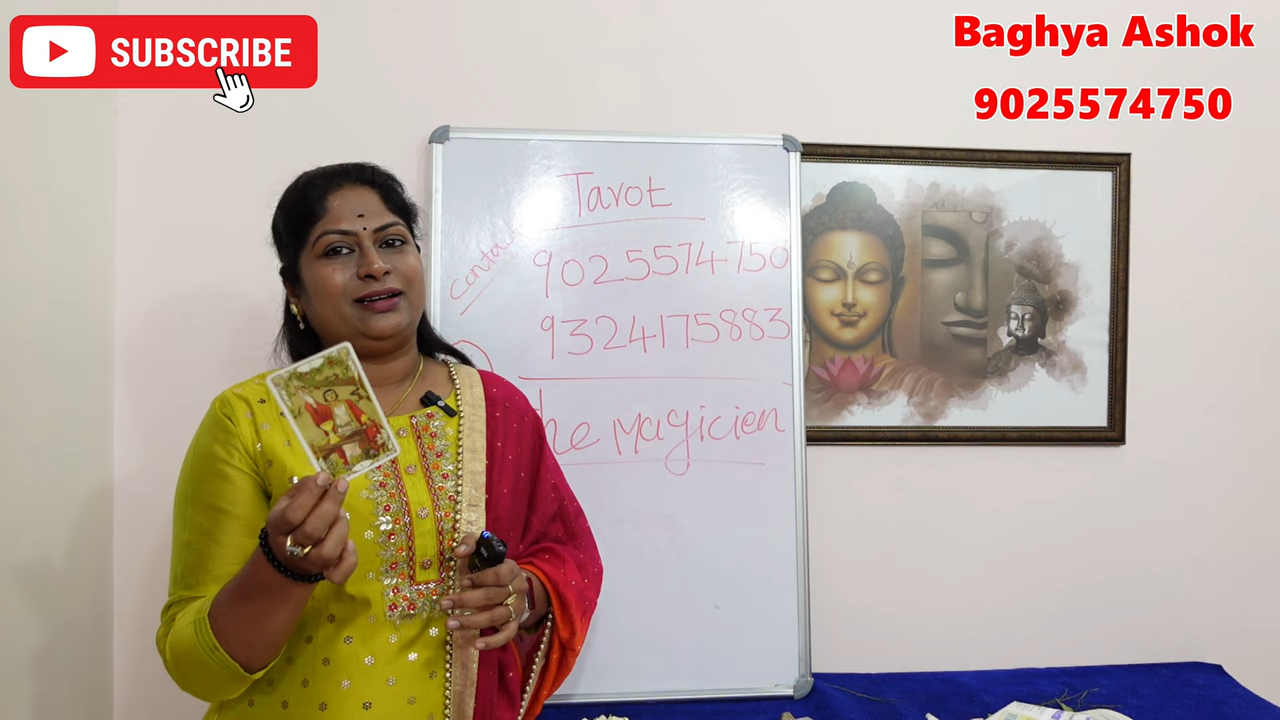 SUBSCRIBE
Baghya Ashok
9025574750
Tarot
9025574750
9324175883
he Magicien